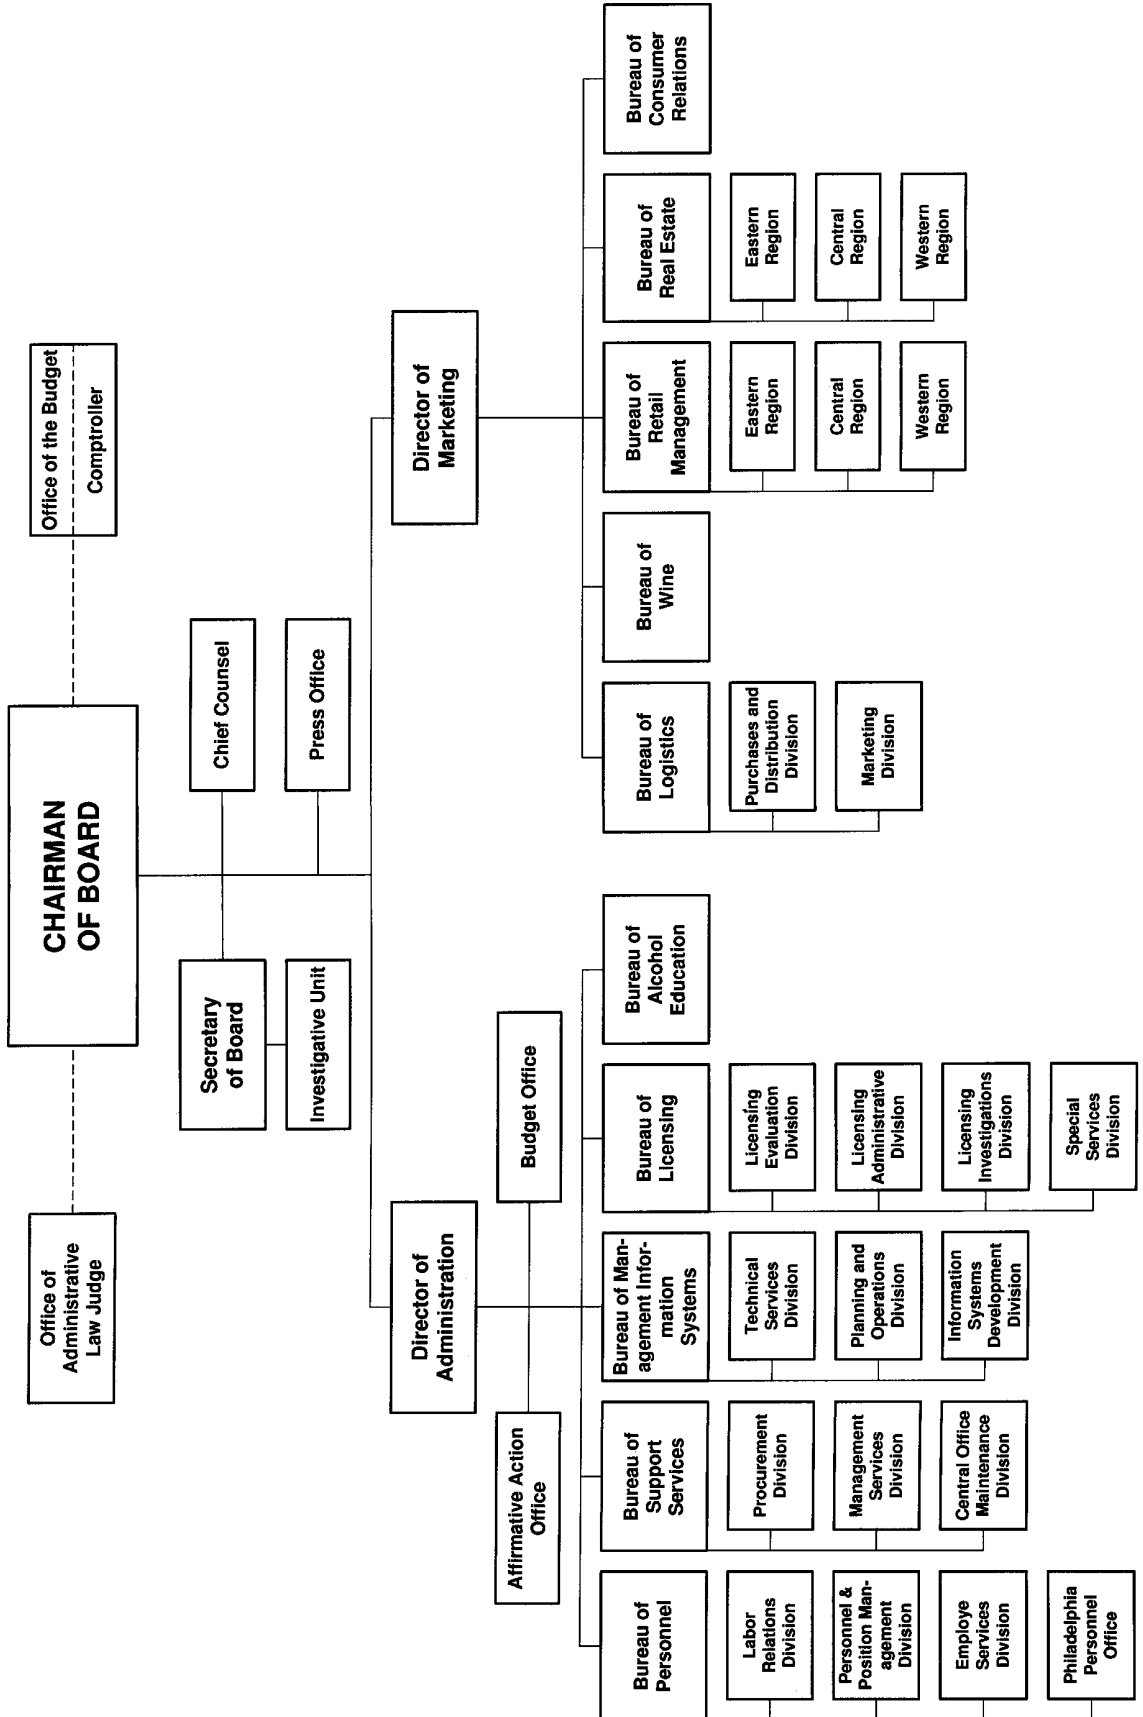 CHAIRMAN
OF BOARD
Office of
Administrative
Law Judge
Office of the Budget
Comptroller
Secretary
of Board
Chief Counsel
Investigative Unit
Press Office
Director of
Administration
Director of
Marketing
Affirmative Action
Office
Budget Office
Bureau of
Personnel
Labor
Relations
Division
Personnel &
Position Man-
agement
Division
Employe
Services
Division
Philadelphia
Personnel
Office
Bureau of
Support
Services
Procurement
Division
Management
Services
Division
Central Office
Maintenance
Division
Bureau of Man-
agement Infor-
mation
Systems
Technical
Services
Division
Planning and
Operations
Division
Information
Systems
Development
Division
Bureau of
Licensing
Licensing
Evaluation
Division
Licensing
Administrative
Division
Licensing
Investigations
Division
Special
Services
Division
Bureau of
Alcohol
Education
Bureau of
Logistics
Purchases and
Distribution
Division
Marketing
Division
Bureau of
Wine
Bureau of
Retail
Management
Eastern
Region
Central
Region
Western
Region
Bureau of
Real Estate
Eastern
Region
Central
Region
Western
Region
Bureau of
Consumer
Relations